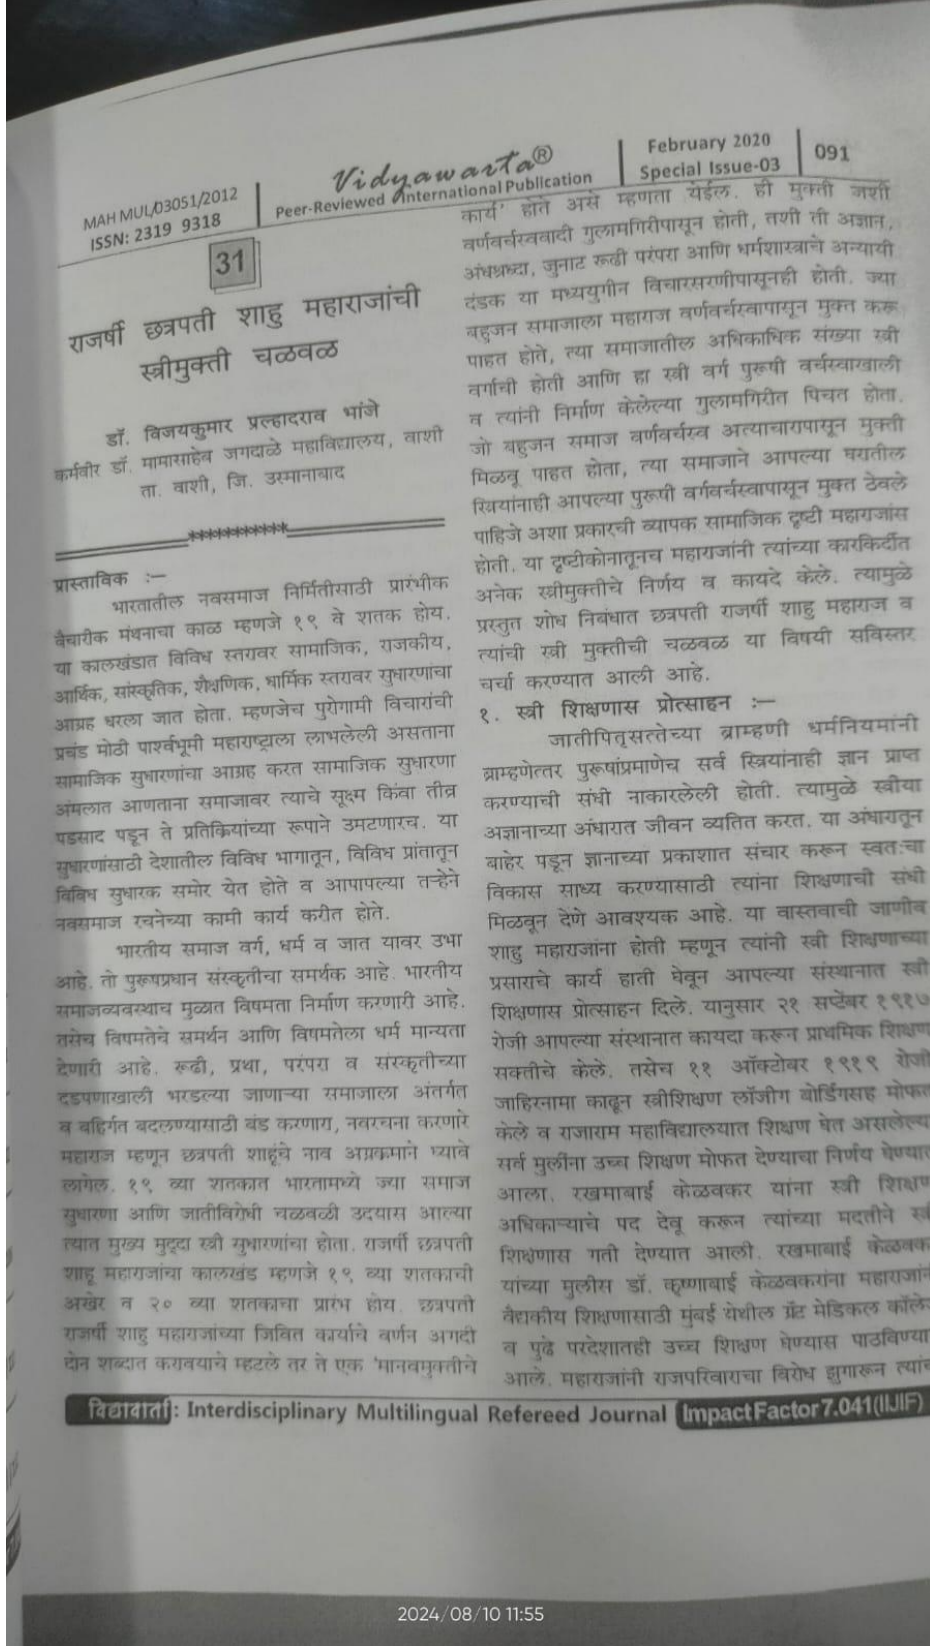 MAH MUL/03051/2012
ISSN: 2319 9318
Vidyawarta®
Peer-Reviewed International Publication
February 2020
Special Issue-03
091
31
राजर्षी छत्रपती शाहु महाराजांची
स्त्रीमुक्ती चळवळ
डॉ. विजयकुमार प्रल्हादराव भांजे
कर्मवीर डॉ. मामासाहेब जगदाळे महाविद्यालय, वाशी
ता. वाशी, जि. उस्मानाबाद
***********
प्रास्ताविक :—
भारतातील नवसमाज निर्मितीसाठी प्रारंभीक
वैचारीक मंथनाचा काळ म्हणजे १९ वे शतक होय.
या कालखंडात विविध स्तरावर सामाजिक, राजकीय,
आर्थिक, सांस्कृतिक, शैक्षणिक, धार्मिक स्तरावर सुधारणांचा
आग्रह धरला जात होता. म्हणजेच पुरोगामी विचारांची
प्रचंड मोठी पार्श्वभूमी महाराष्ट्राला लाभलेली असताना
सामाजिक सुधारणांचा आग्रह करत सामाजिक सुधारणा
अंमलात आणताना समाजावर त्याचे सूक्ष्म किंवा तीव्र
पडसाद पडून ते प्रतिक्रियांच्या रूपाने उमटणारच. या
सुधारणांसाठी देशातील विविध भागातून, विविध प्रांतातून
विविध सुधारक समोर येत होते व आपापल्या तऱ्हेने
नवसमाज रचनेच्या कामी कार्य करीत होते.
भारतीय समाज वर्ग, धर्म व जात यावर उभा
आहे. तो पुरूषप्रधान संस्कृतीचा समर्थक आहे. भारतीय
समाजव्यवस्थाच मुळात विषमता निर्माण करणारी आहे.
तसेच विषमतेचे समर्थन आणि विषमतेला धर्म मान्यता
देणारी आहे. रूढी, प्रथा, परंपरा व संस्कृतीच्या
दडपणाखाली भरडल्या जाणाऱ्या समाजाला अंतर्गत
व बहिर्गत बदलण्यासाठी बंड करणारा, नवरचना करणारे
महाराज म्हणून छत्रपती शाहूंचे नाव अग्रक्रमाने घ्यावे
लागेल. १९ व्या शतकात भारतामध्ये ज्या समाज
सुधारणा आणि जातीविरोधी चळवळी उदयास आल्या
त्यात मुख्य मुद्दा स्त्री सुधारणांचा होता. राजर्षी छत्रपती
शाहू महाराजांचा कालखंड म्हणजे १९ व्या शतकाची
अखेर व २० व्या शतकाचा प्रारंभ होय. छत्रपती
राजर्षी शाहु महाराजांच्या जिवित कार्याचे वर्णन अगदी
दोन शब्दात करावयाचे म्हटले तर ते एक 'मानवमुक्तीचे
कार्य' होते असे म्हणता येईल. ही मुक्ती जशी
वर्णवर्चस्ववादी गुलामगिरीपासून होती, तशी ती अज्ञान,
अंधश्रध्दा, जुनाट रूढी परंपरा आणि धर्मशास्त्राचे अन्यायी
दंडक या मध्ययुगीन विचारसरणीपासूनही होती. ज्या
बहुजन समाजाला महाराज वर्णवर्चस्वापासून मुक्त करू
पाहत होते, त्या समाजातील अधिकाधिक संख्या स्त्री
वर्गाची होती आणि हा स्त्री वर्ग पुरूषी वर्चस्वाखाली
व त्यांनी निर्माण केलेल्या गुलामगिरीत पिचत होता.
जो बहुजन समाज वर्णवर्चस्व अत्याचारापासून मुक्ती
मिळवू पाहत होता, त्या समाजाने आपल्या घरातील
स्त्रियांनाही आपल्या पुरूषी वर्गवर्चस्वापासून मुक्त ठेवले
पाहिजे अशा प्रकारची व्यापक सामाजिक दृष्टी महाराजांस
होती. या दृष्टीकोनातूनच महाराजांनी त्यांच्या कारकिर्दीत
अनेक स्त्रीमुक्तीचे निर्णय व कायदे केले. त्यामुळे
प्रस्तुत शोध निबंधात छत्रपती राजर्षी शाहु महाराज व
त्यांची स्त्री मुक्तीची चळवळ या विषयी सविस्तर
चर्चा करण्यात आली आहे.
१. स्त्री शिक्षणास प्रोत्साहन :—
जातीपितृसत्तेच्या ब्राम्हणी धर्मनियमांनी
ब्राम्हणेत्तर पुरूषांप्रमाणेच सर्व स्त्रियांनाही ज्ञान प्राप्त
करण्याची संधी नाकारलेली होती. त्यामुळे स्त्रीया
अज्ञानाच्या अंधारात जीवन व्यतित करत. या अंधारातून
बाहेर पडून ज्ञानाच्या प्रकाशात संचार करून स्वतःचा
विकास साध्य करण्यासाठी त्यांना शिक्षणाची संधी
मिळवून देणे आवश्यक आहे. या वास्तवाची जाणीव
शाहु महाराजांना होती म्हणून त्यांनी स्त्री शिक्षणाच्या
प्रसाराचे कार्य हाती घेवून आपल्या संस्थानात स्त्री
शिक्षणास प्रोत्साहन दिले. यानुसार २१ सप्टेंबर १९१७
रोजी आपल्या संस्थानात कायदा करून प्राथमिक शिक्षण
सक्तीचे केले. तसेच ११ ऑक्टोबर १९१९ रोजी
जाहिरनामा काढून स्त्रीशिक्षण लॉजींग बोर्डिंगसह मोफत
केले व राजाराम महाविद्यालयात शिक्षण घेत असलेल्य
सर्व मुलींना उच्च शिक्षण मोफत देण्याचा निर्णय घेण्यात
आला. रखमाबाई केळवकर यांना स्त्री शिक्षण
अधिकाऱ्याचे पद देवू करून त्यांच्या मदतीने स्त्र
शिक्षणास गती देण्यात आली. रखमाबाई केळवक
यांच्या मुलीस डॉ. कृष्णाबाई केळवकरांना महाराजां
वैद्यकीय शिक्षणासाठी मुंबई येथील ग्रँट मेडिकल कॉले
व पुढे परदेशातही उच्च शिक्षण घेण्यास पाठविण्या
आले. महाराजांनी राजपरिवाराचा विरोध झुगारून त्यां
विद्यावार्ता: Interdisciplinary Multilingual Refereed Journal ImpactFactor 7.041(IIJIF)
2024/08/10 11:55